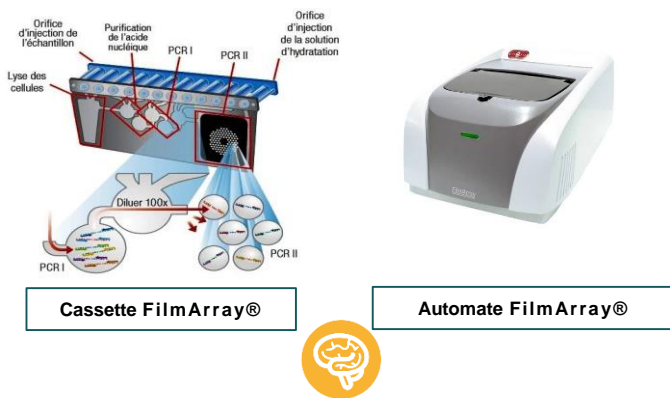 Orifice
d'injection de
l'échantillon
Purification
de l'acide
nucléique
PCR I
PCR II
Orifice
d'injection
de la solution
d'hydratation
Lyse des
cellules
Diluer 100x
PCR I
PCR II
Cassette FilmArray®
Automate FilmArray®